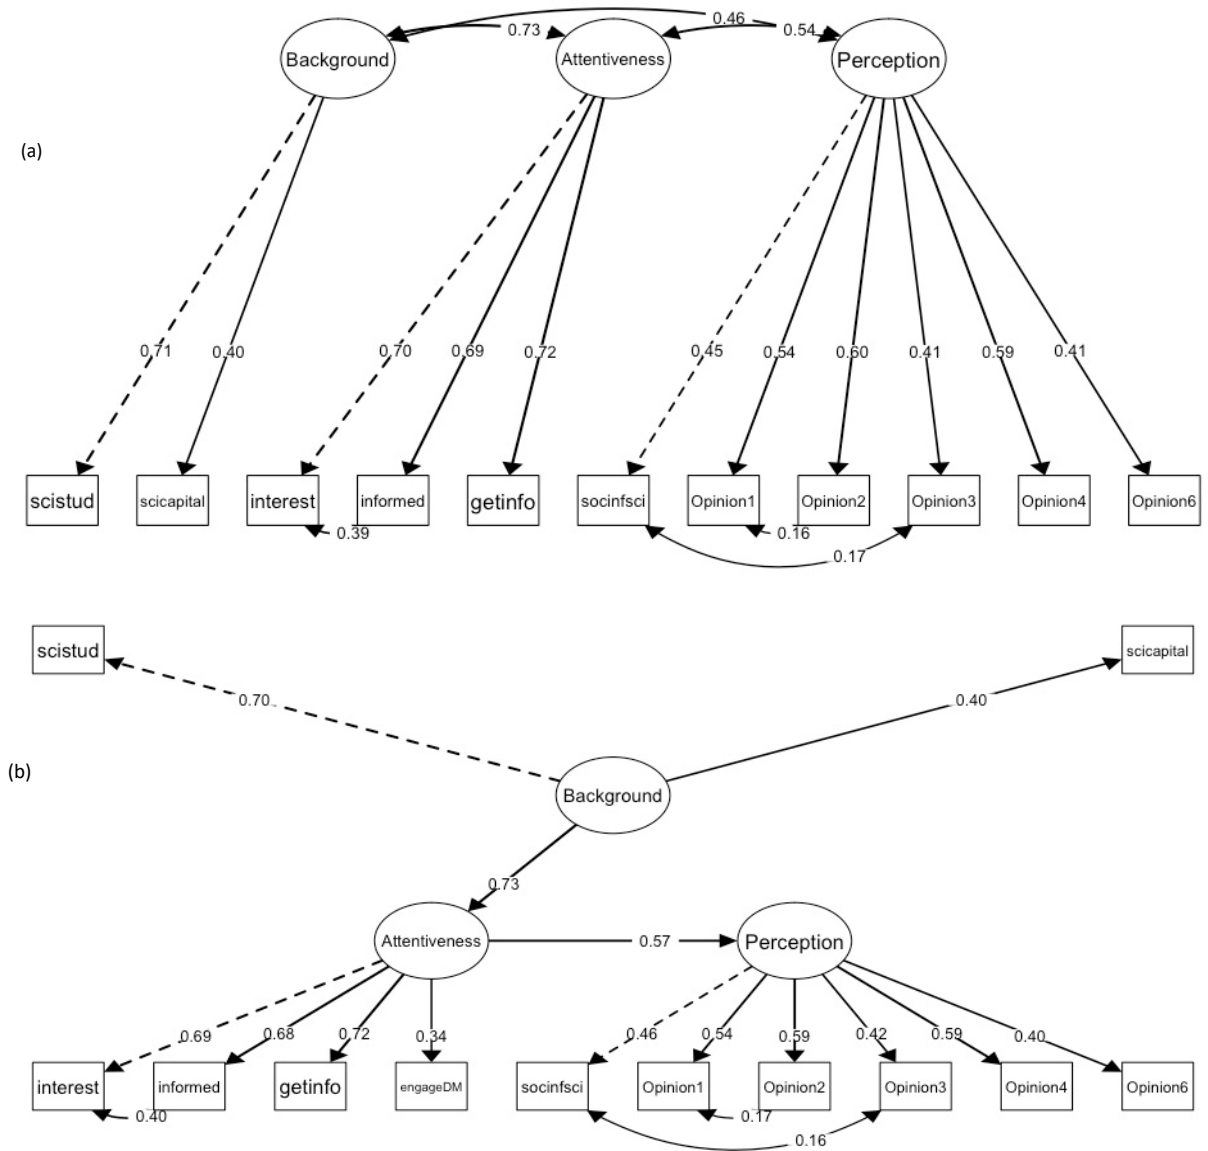 0.46
0.73
0.54
Background
Attentiveness
Perception
(a)
0.71
0.40
0.70
0.69
0.72
0.45
0.54
0.60
0.41
0.59
0.41
scistud
scicapital
interest
informed
getinfo
socinfsci
Opinion1
Opinion2
Opinion3
Opinion4
Opinion6
0.39
0.16
0.17
scistud
scicapital
0.70
0.40
(b)
Background
0.73
Attentiveness
0.57
Perception
0.69
0.68
0.72
0.34
0.46
0.54
0.59
0.42
0.59
0.40
interest
informed
getinfo
engageDM
socinfsci
Opinion1
Opinion2
Opinion3
Opinion4
Opinion6
0.40
0.17
0.16